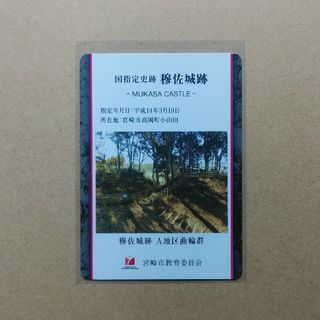 国指定史跡 穆佐城跡
- MUKASA CASTLE -
指定年月日：平成14年3月19日
所在地：宮崎市高岡町小山田
穆佐城跡 A地区曲輪群
宮崎市教育委員会